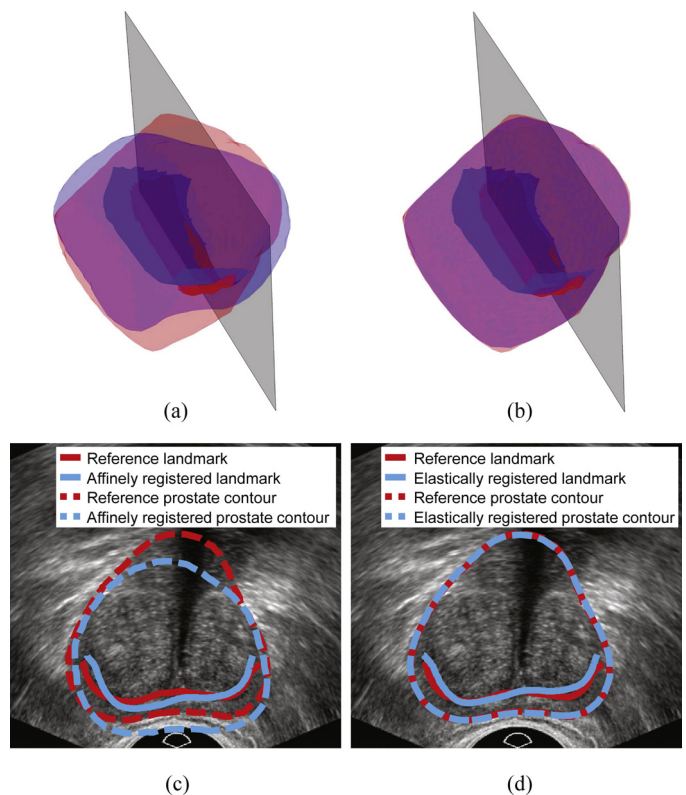 (a)
(b)
Reference landmark
Affinely registered landmark
Reference prostate contour
Affinely registered prostate contour
Reference landmark
Elastically registered landmark
Reference prostate contour
Elastically registered prostate contour
(c)
(d)